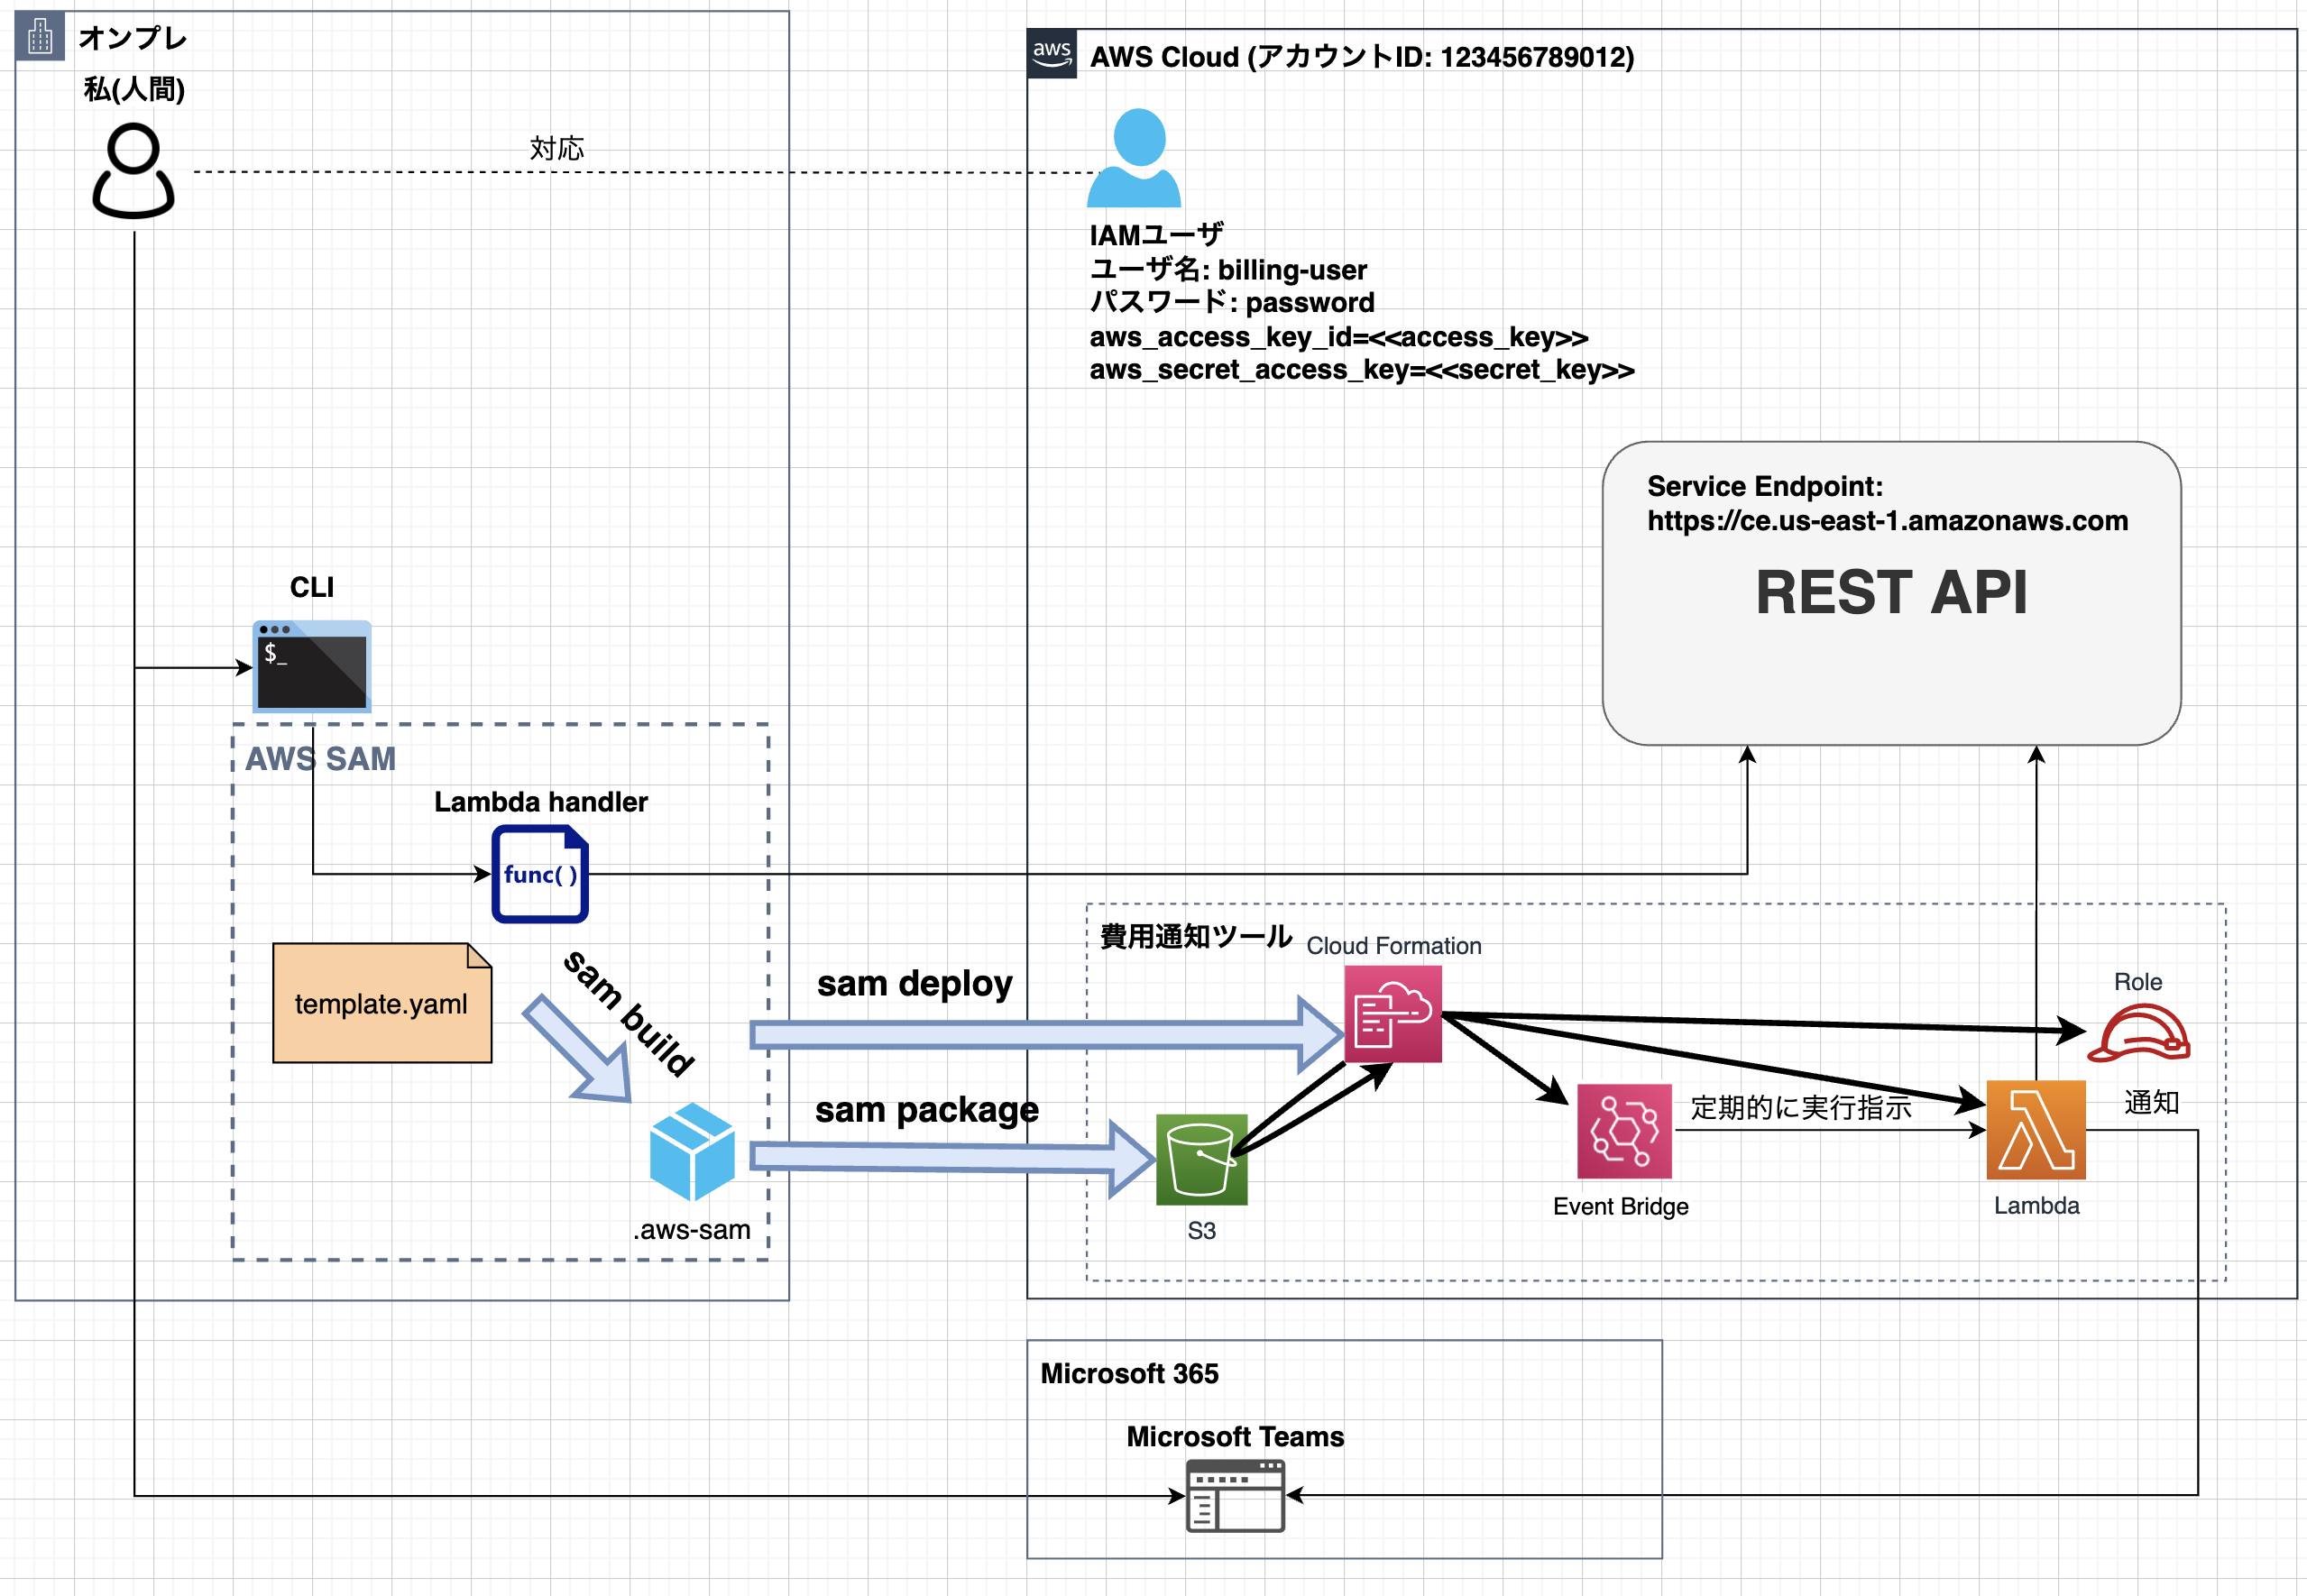 オンプレ
私(人間)
対応
aws
AWS Cloud (アカウントID: 123456789012)
IAMユーザ
ユーザ名: billing-user
パスワード: password
aws_access_key_id=<<access_key>>
aws_secret_access_key=<<secret_key>>
Service Endpoint:
https://ce.us-east-1.amazonaws.com
REST API
CLI
$_
AWS SAM
Lambda handler
func( )
template.yaml
sam build
.aws-sam
sam deploy
sam package
費用通知ツール
Cloud Formation
S3
Event Bridge
定期的に実行指示
Lambda
Role
通知
Microsoft 365
Microsoft Teams